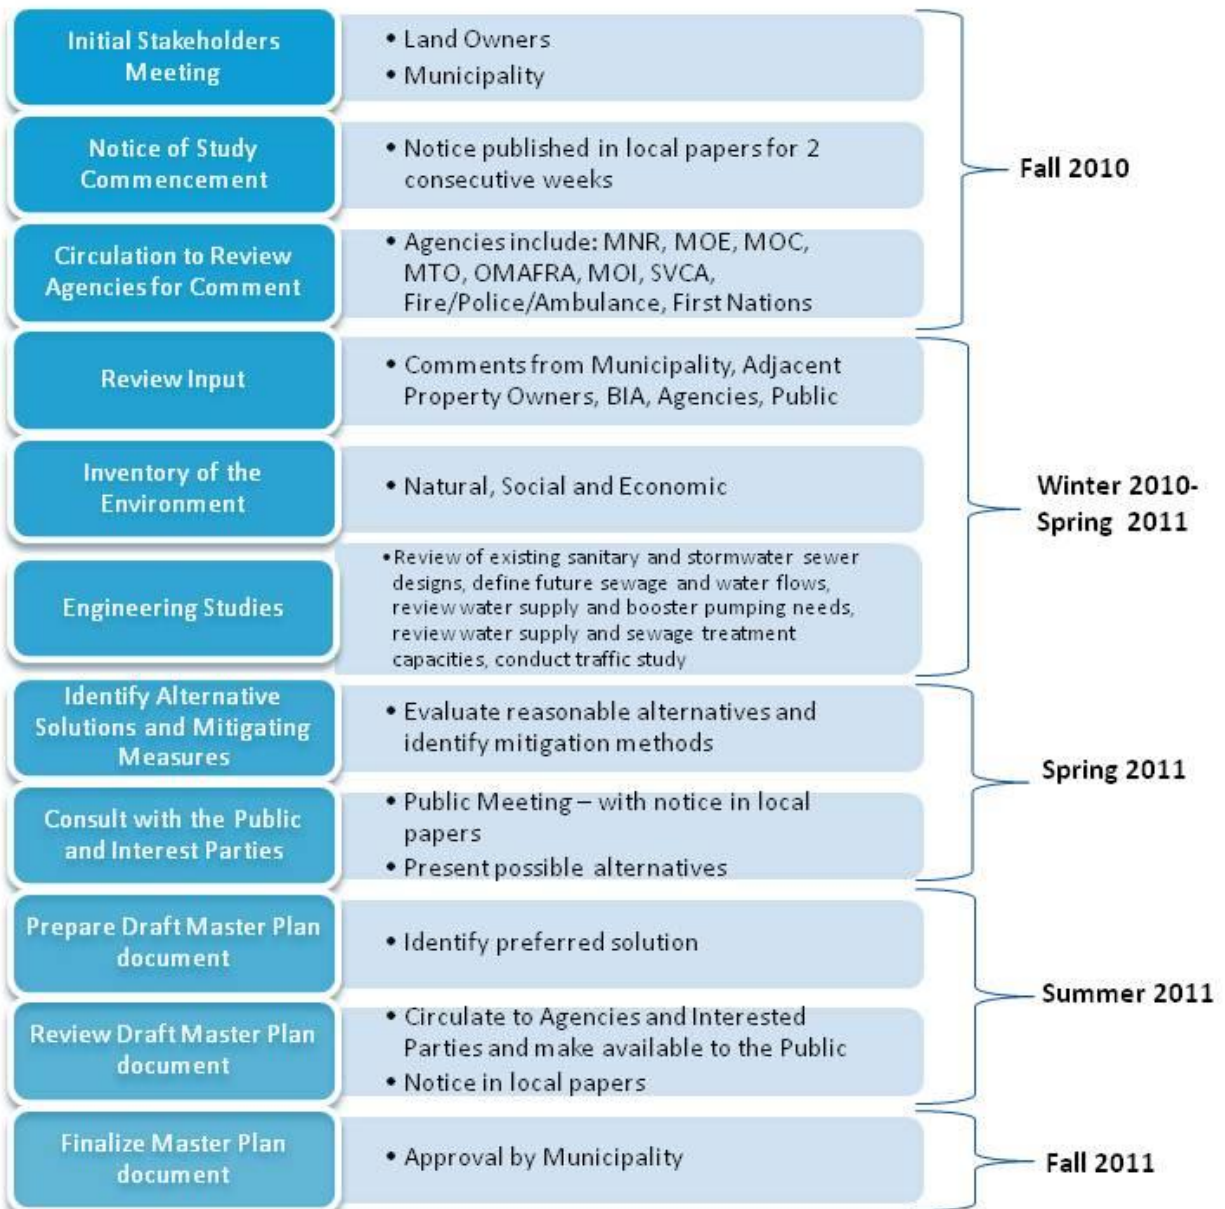 Initial Stakeholders
Meeting
• Land Owners
• Municipality
Notice of Study
Commencement
• Notice published in local papers for 2
consecutive weeks
Circulation to Review
Agencies for Comment
• Agencies include: MNR, MOE, MOC,
MTO, OMAFRA, MOI, SVCA,
Fire/Police/Ambulance, First Nations
Fall 2010
Review Input
• Comments from Municipality, Adjacent
Property Owners, BIA, Agencies, Public
Inventory of the
Environment
• Natural, Social and Economic
Engineering Studies
• Review of existing sanitary and stormwater sewer
designs, define future sewage and water flows,
review water supply and booster pumping needs,
review water supply and sewage treatment
capacities, conduct traffic study
Winter 2010-
Spring 2011
Identify Alternative
Solutions and Mitigating
Measures
• Evaluate reasonable alternatives and
identify mitigation methods
Consult with the Public
and Interest Parties
• Public Meeting – with notice in local
papers
• Present possible alternatives
Spring 2011
Prepare Draft Master Plan
document
• Identify preferred solution
Review Draft Master Plan
document
• Circulate to Agencies and Interested
Parties and make available to the Public
• Notice in local papers
Summer 2011
Finalize Master Plan
document
• Approval by Municipality
Fall 2011